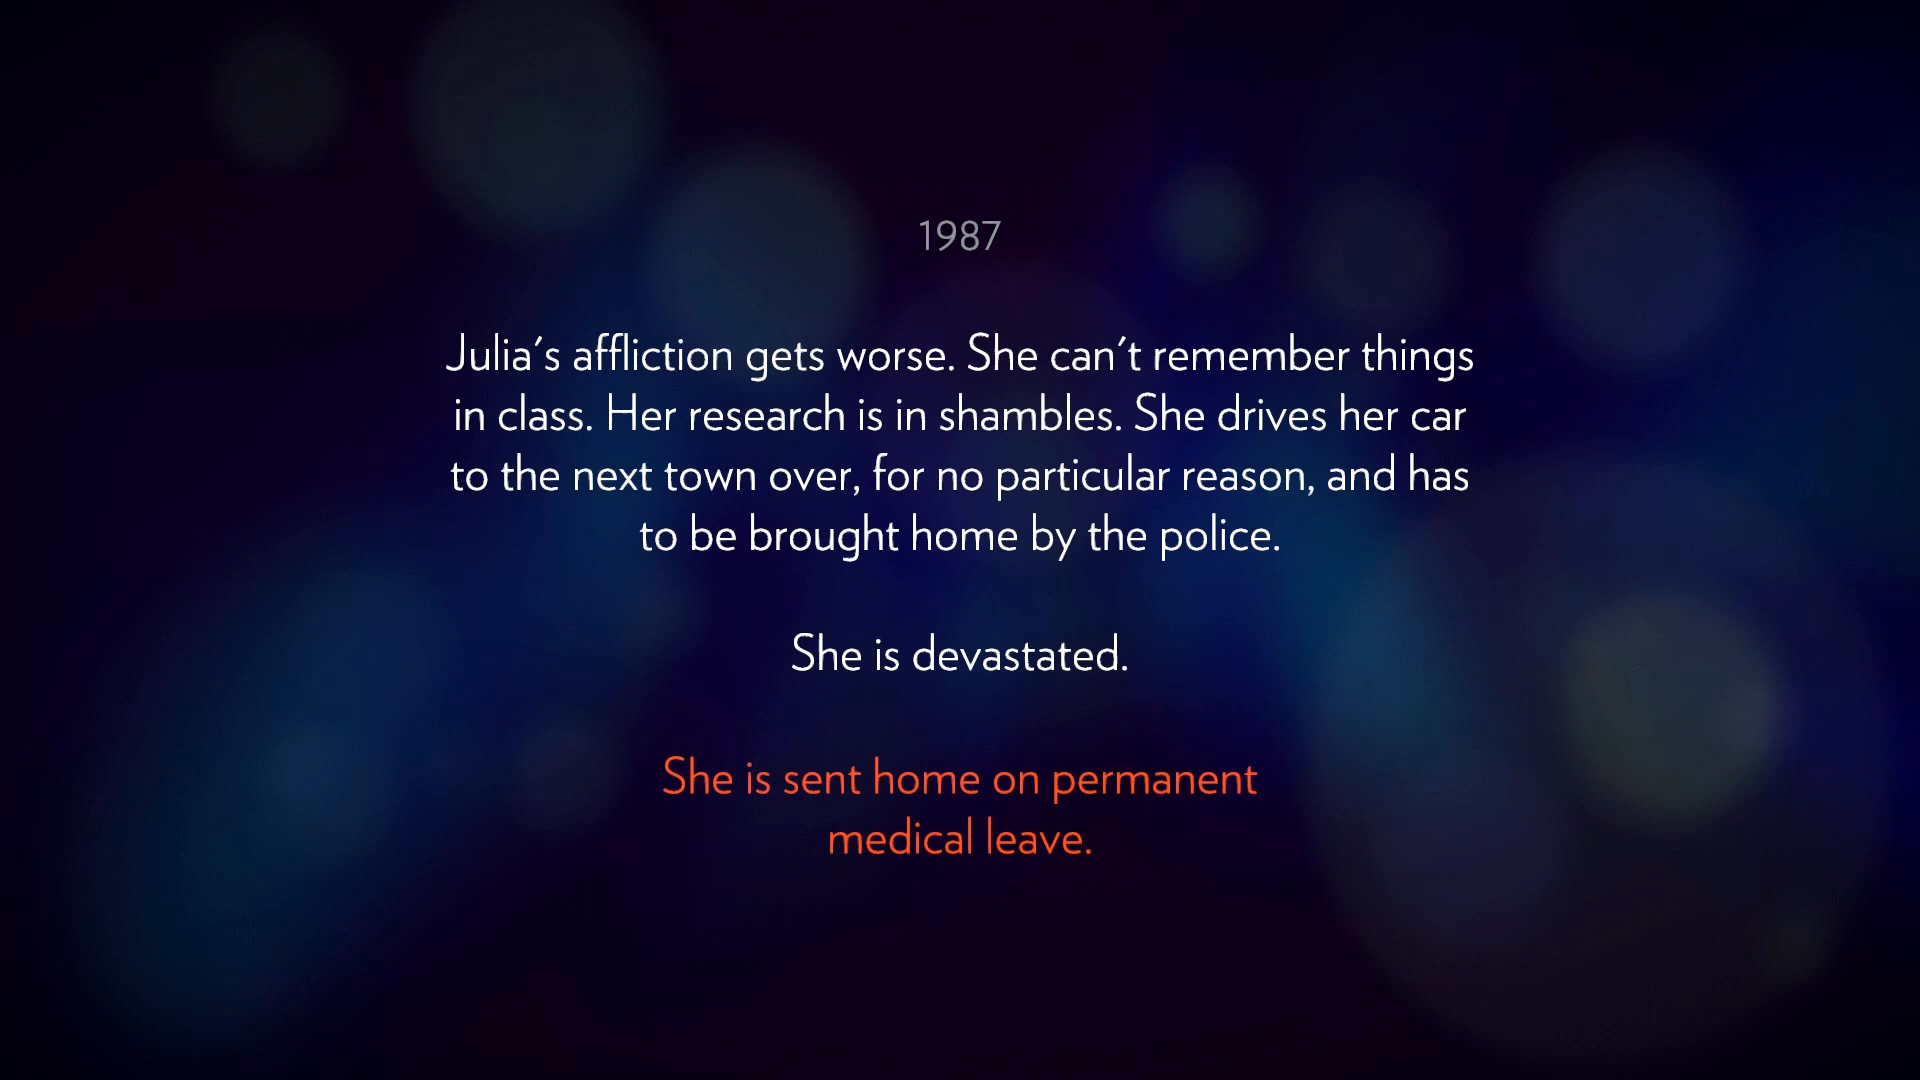 1987
Julia's affliction gets worse. She can't remember things
in class. Her research is in shambles. She drives her car
to the next town over, for no particular reason, and has
to be brought home by the police.
She is devastated.
She is sent home on permanent
medical leave.